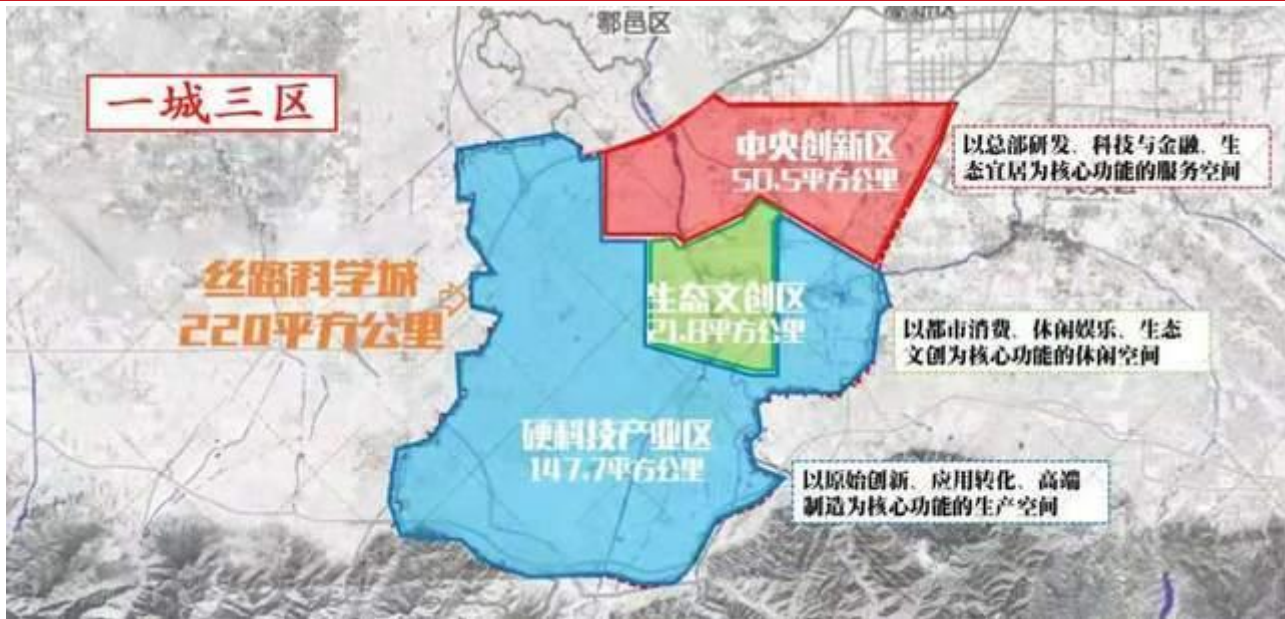 鄠邑区
一城三区
中央创新区
50.5平方公里
以总部研发、科技与金融、生
态宜居为核心功能的服务空间
丝路科学城
220平方公里
生态文创区
21.8平方公里
以都市消费、休闲娱乐、生态
文创为核心功能的休闲空间
硬科技产业区
147.7平方公里
以原始创新、应用转化、高端
制造为核心功能的生产空间